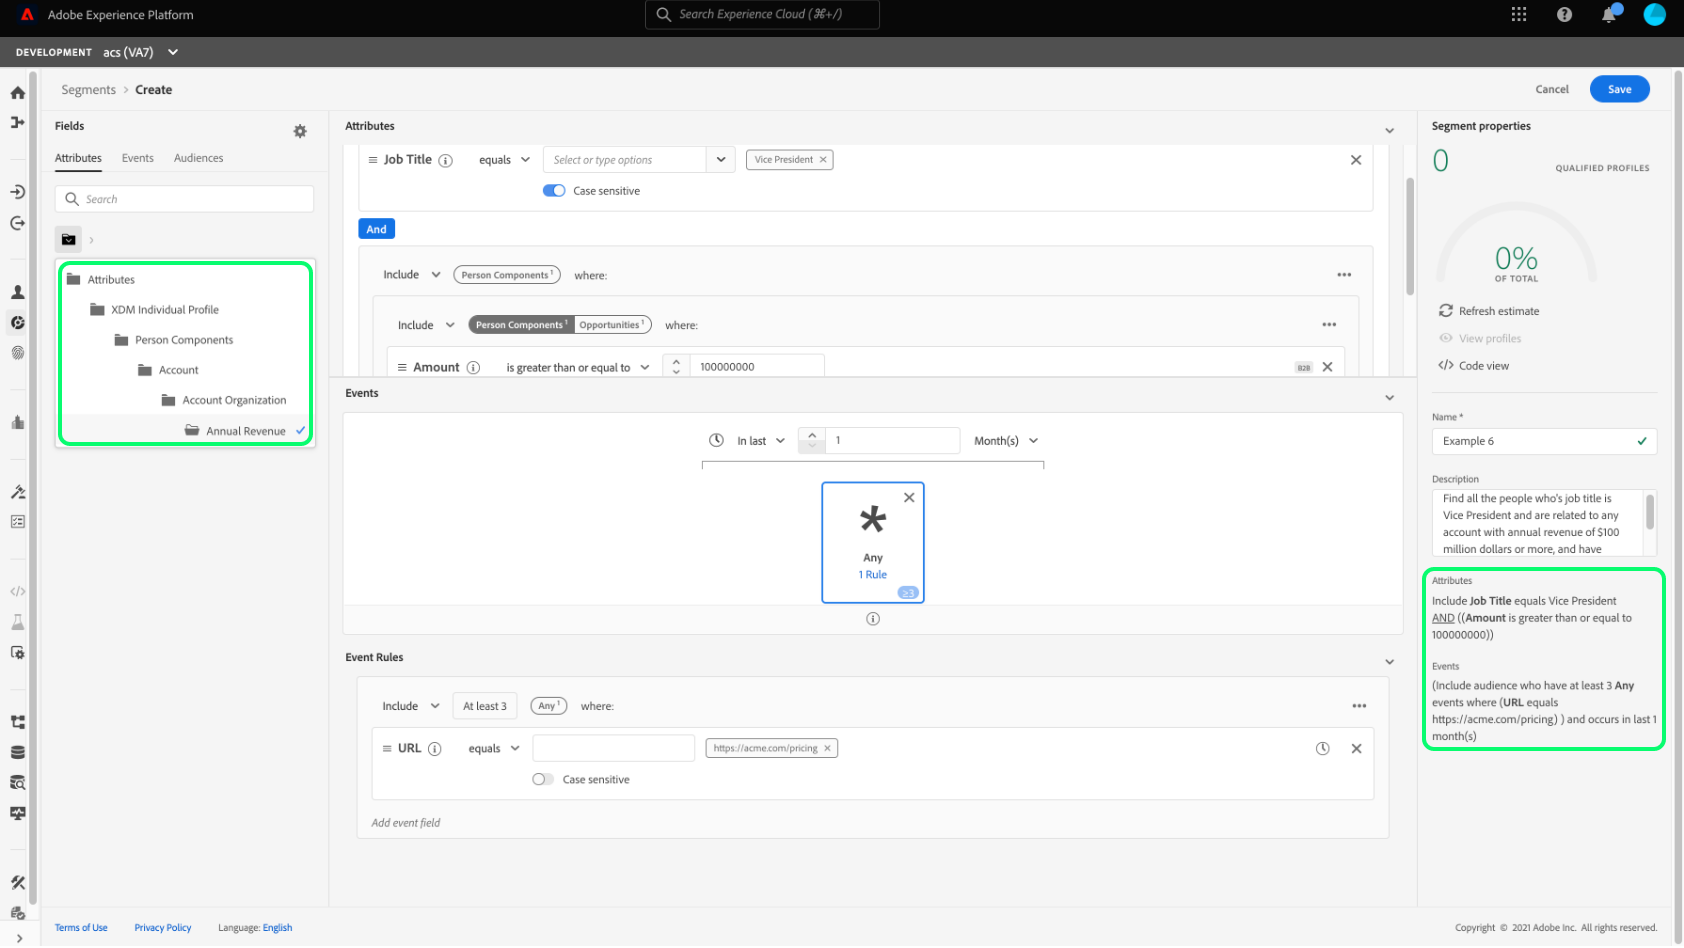 Adobe Experience Platform
Search Experience Cloud (⌘+/)
DEVELOPMENT acs (VA7)
Segments > Create
Cancel
Save
Fields
Attributes Events Audiences
Search
Attributes
XDM Individual Profile
Person Components
Account
Account Organization
Annual Revenue
Attributes
Job Title equals Select or type options Vice President
Case sensitive
And
Include Person Components 1 where:
Include Person Components 1 Opportunities 1 where:
Amount is greater than or equal to 100000000 B2B
Events
In last 1 Month(s)
Any
1 Rule
≥3
Event Rules
Include At least 3 Any 1 where:
URL equals https://acme.com/pricing
Case sensitive
Add event field
Segment properties
0
QUALIFIED PROFILES
0%
OF TOTAL
Refresh estimate
View profiles
</> Code view
Name *
Example 6
Description
Find all the people who's job title is
Vice President and are related to any
account with annual revenue of $100
million dollars or more, and have
Attributes
Include Job Title equals Vice President
AND ((Amount is greater than or equal to
100000000))
Events
(Include audience who have at least 3 Any
events where (URL equals
https://acme.com/pricing) ) and occurs in last 1
month(s)
Terms of Use Privacy Policy Language: English
Copyright © 2021 Adobe Inc. All rights reserved.